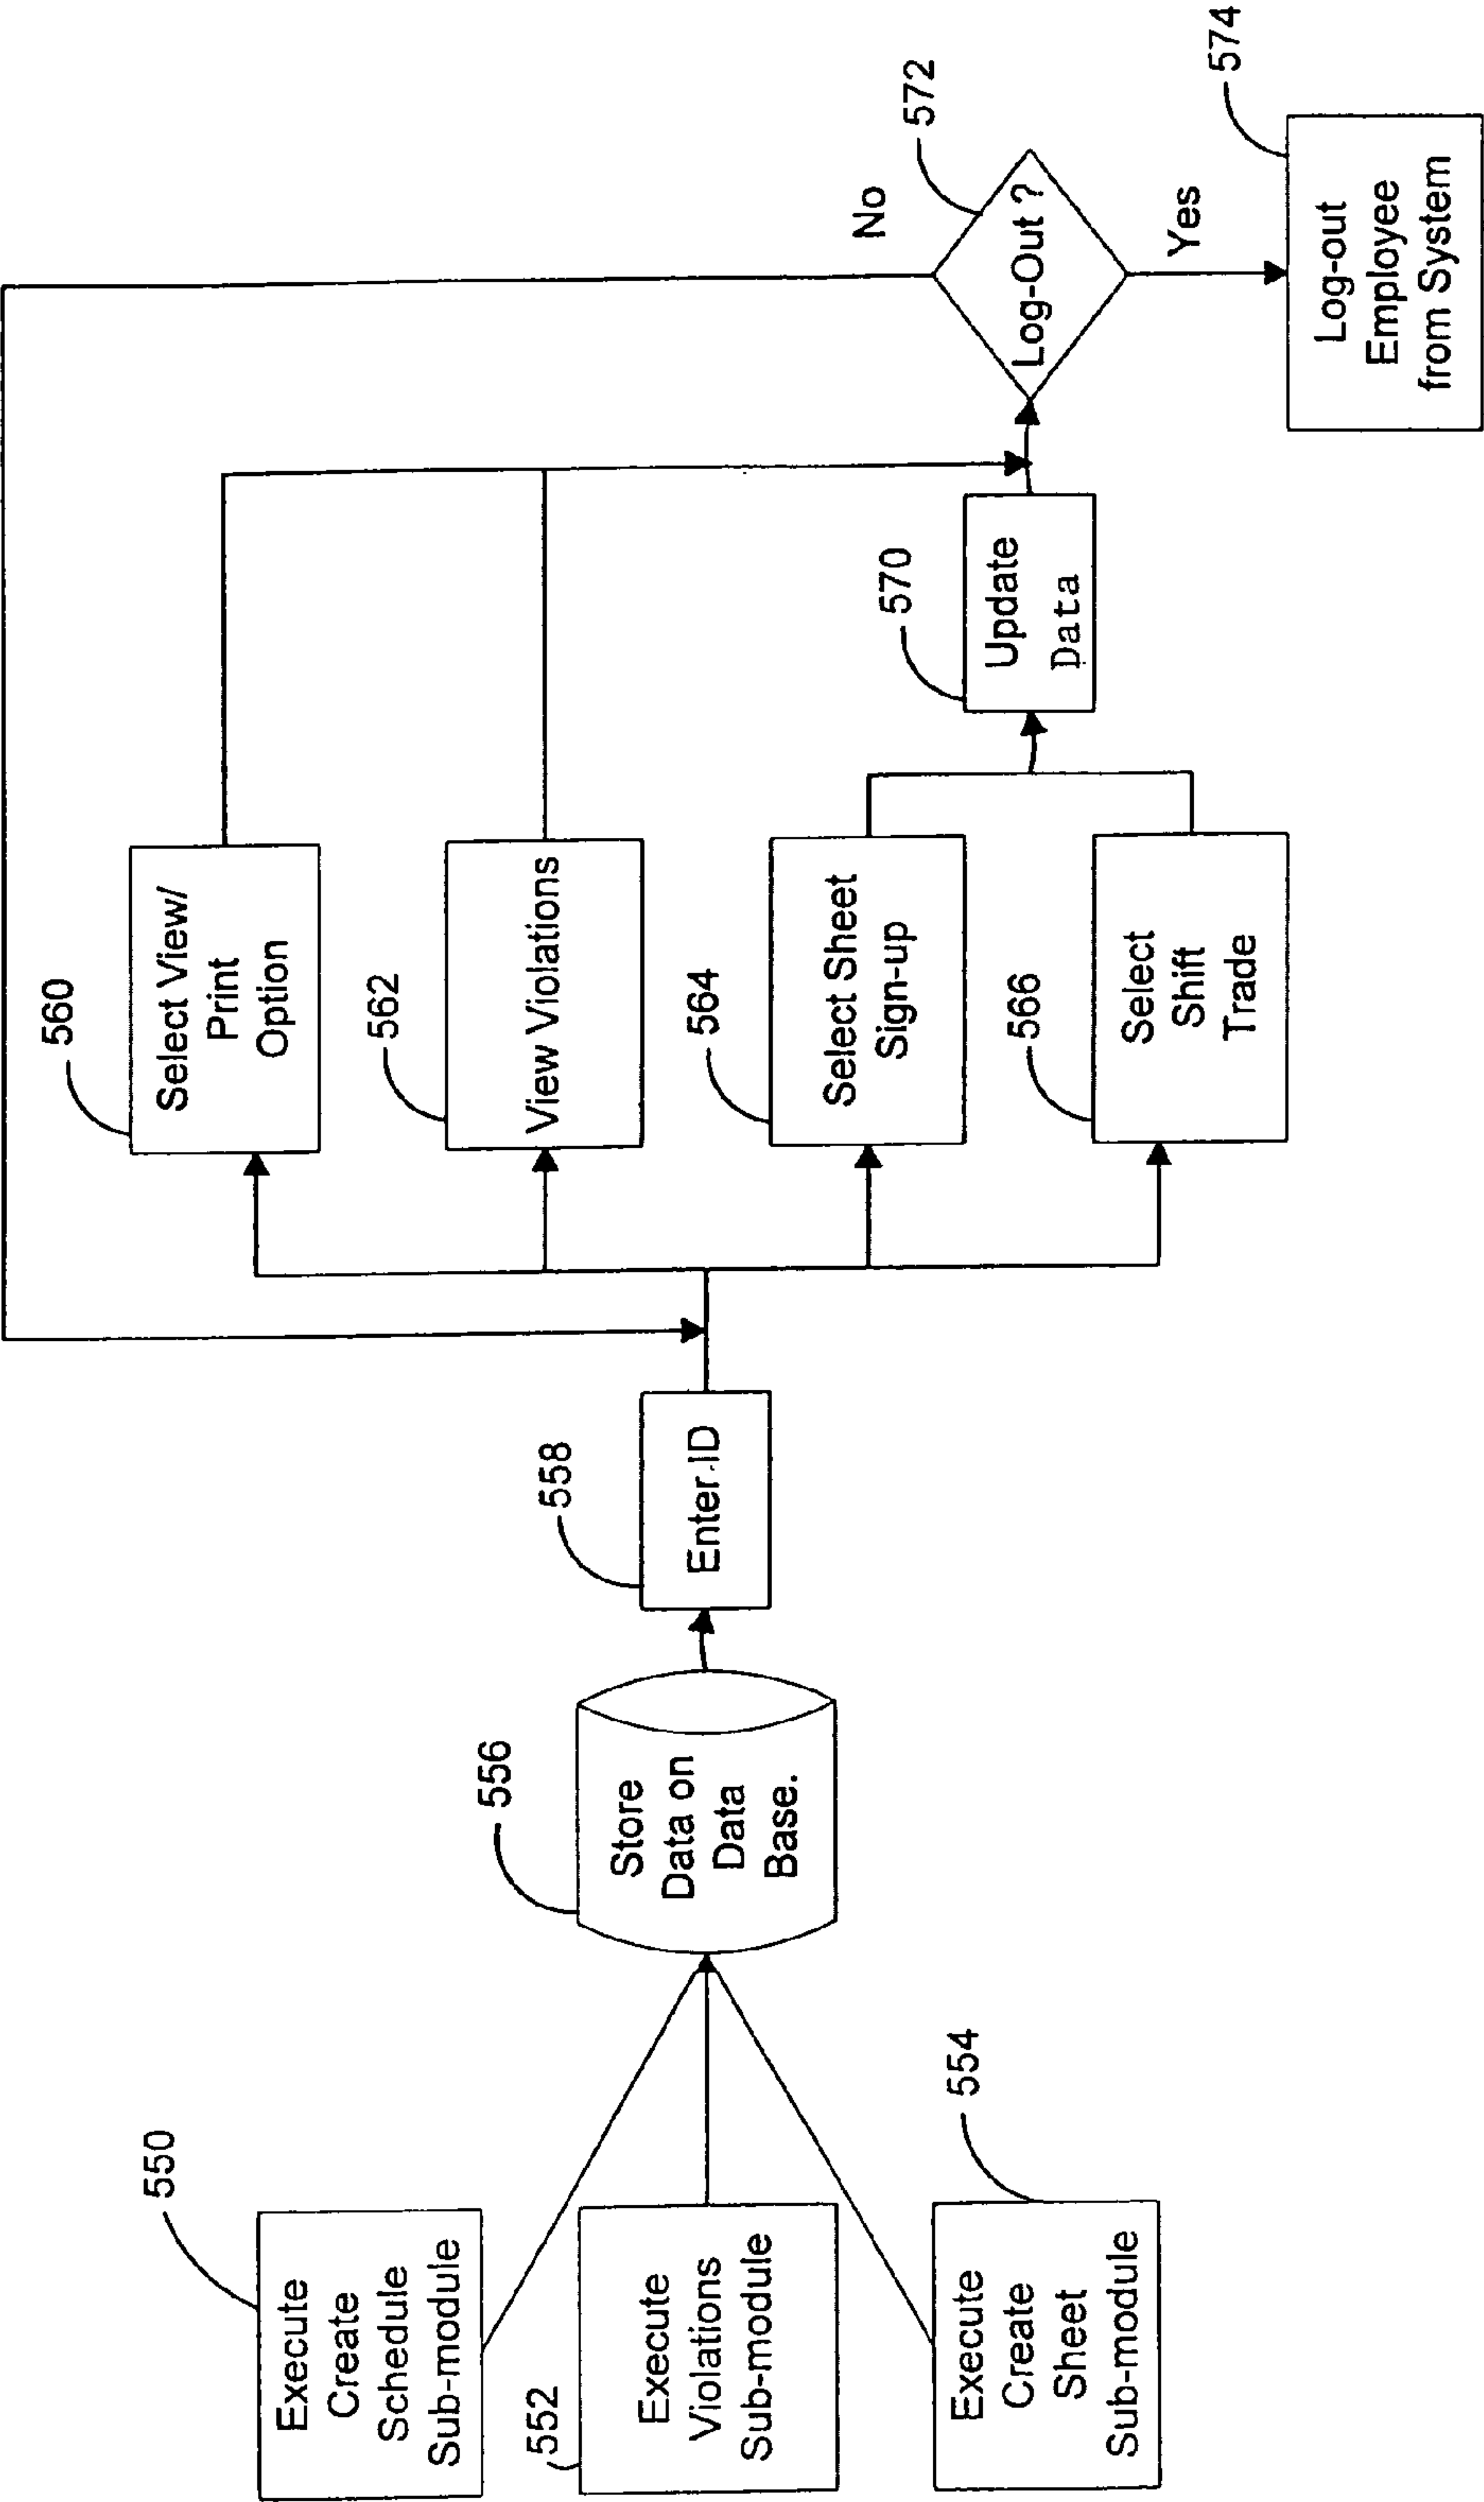 550
Execute
Create
Schedule
Sub-module
552
Execute
Violations
Sub-module
554
Execute
Create
Sheet
Sub-module
556
Store
Data on
Data
Base.
558
Enter ID
560
Select View/
Print
Option
562
View Violations
564
Select Sheet
Sign-up
566
Select
Shift
Trade
570
Update
Data
572
Log-Out ?
No
Yes
574
Log-out
Employee
from System